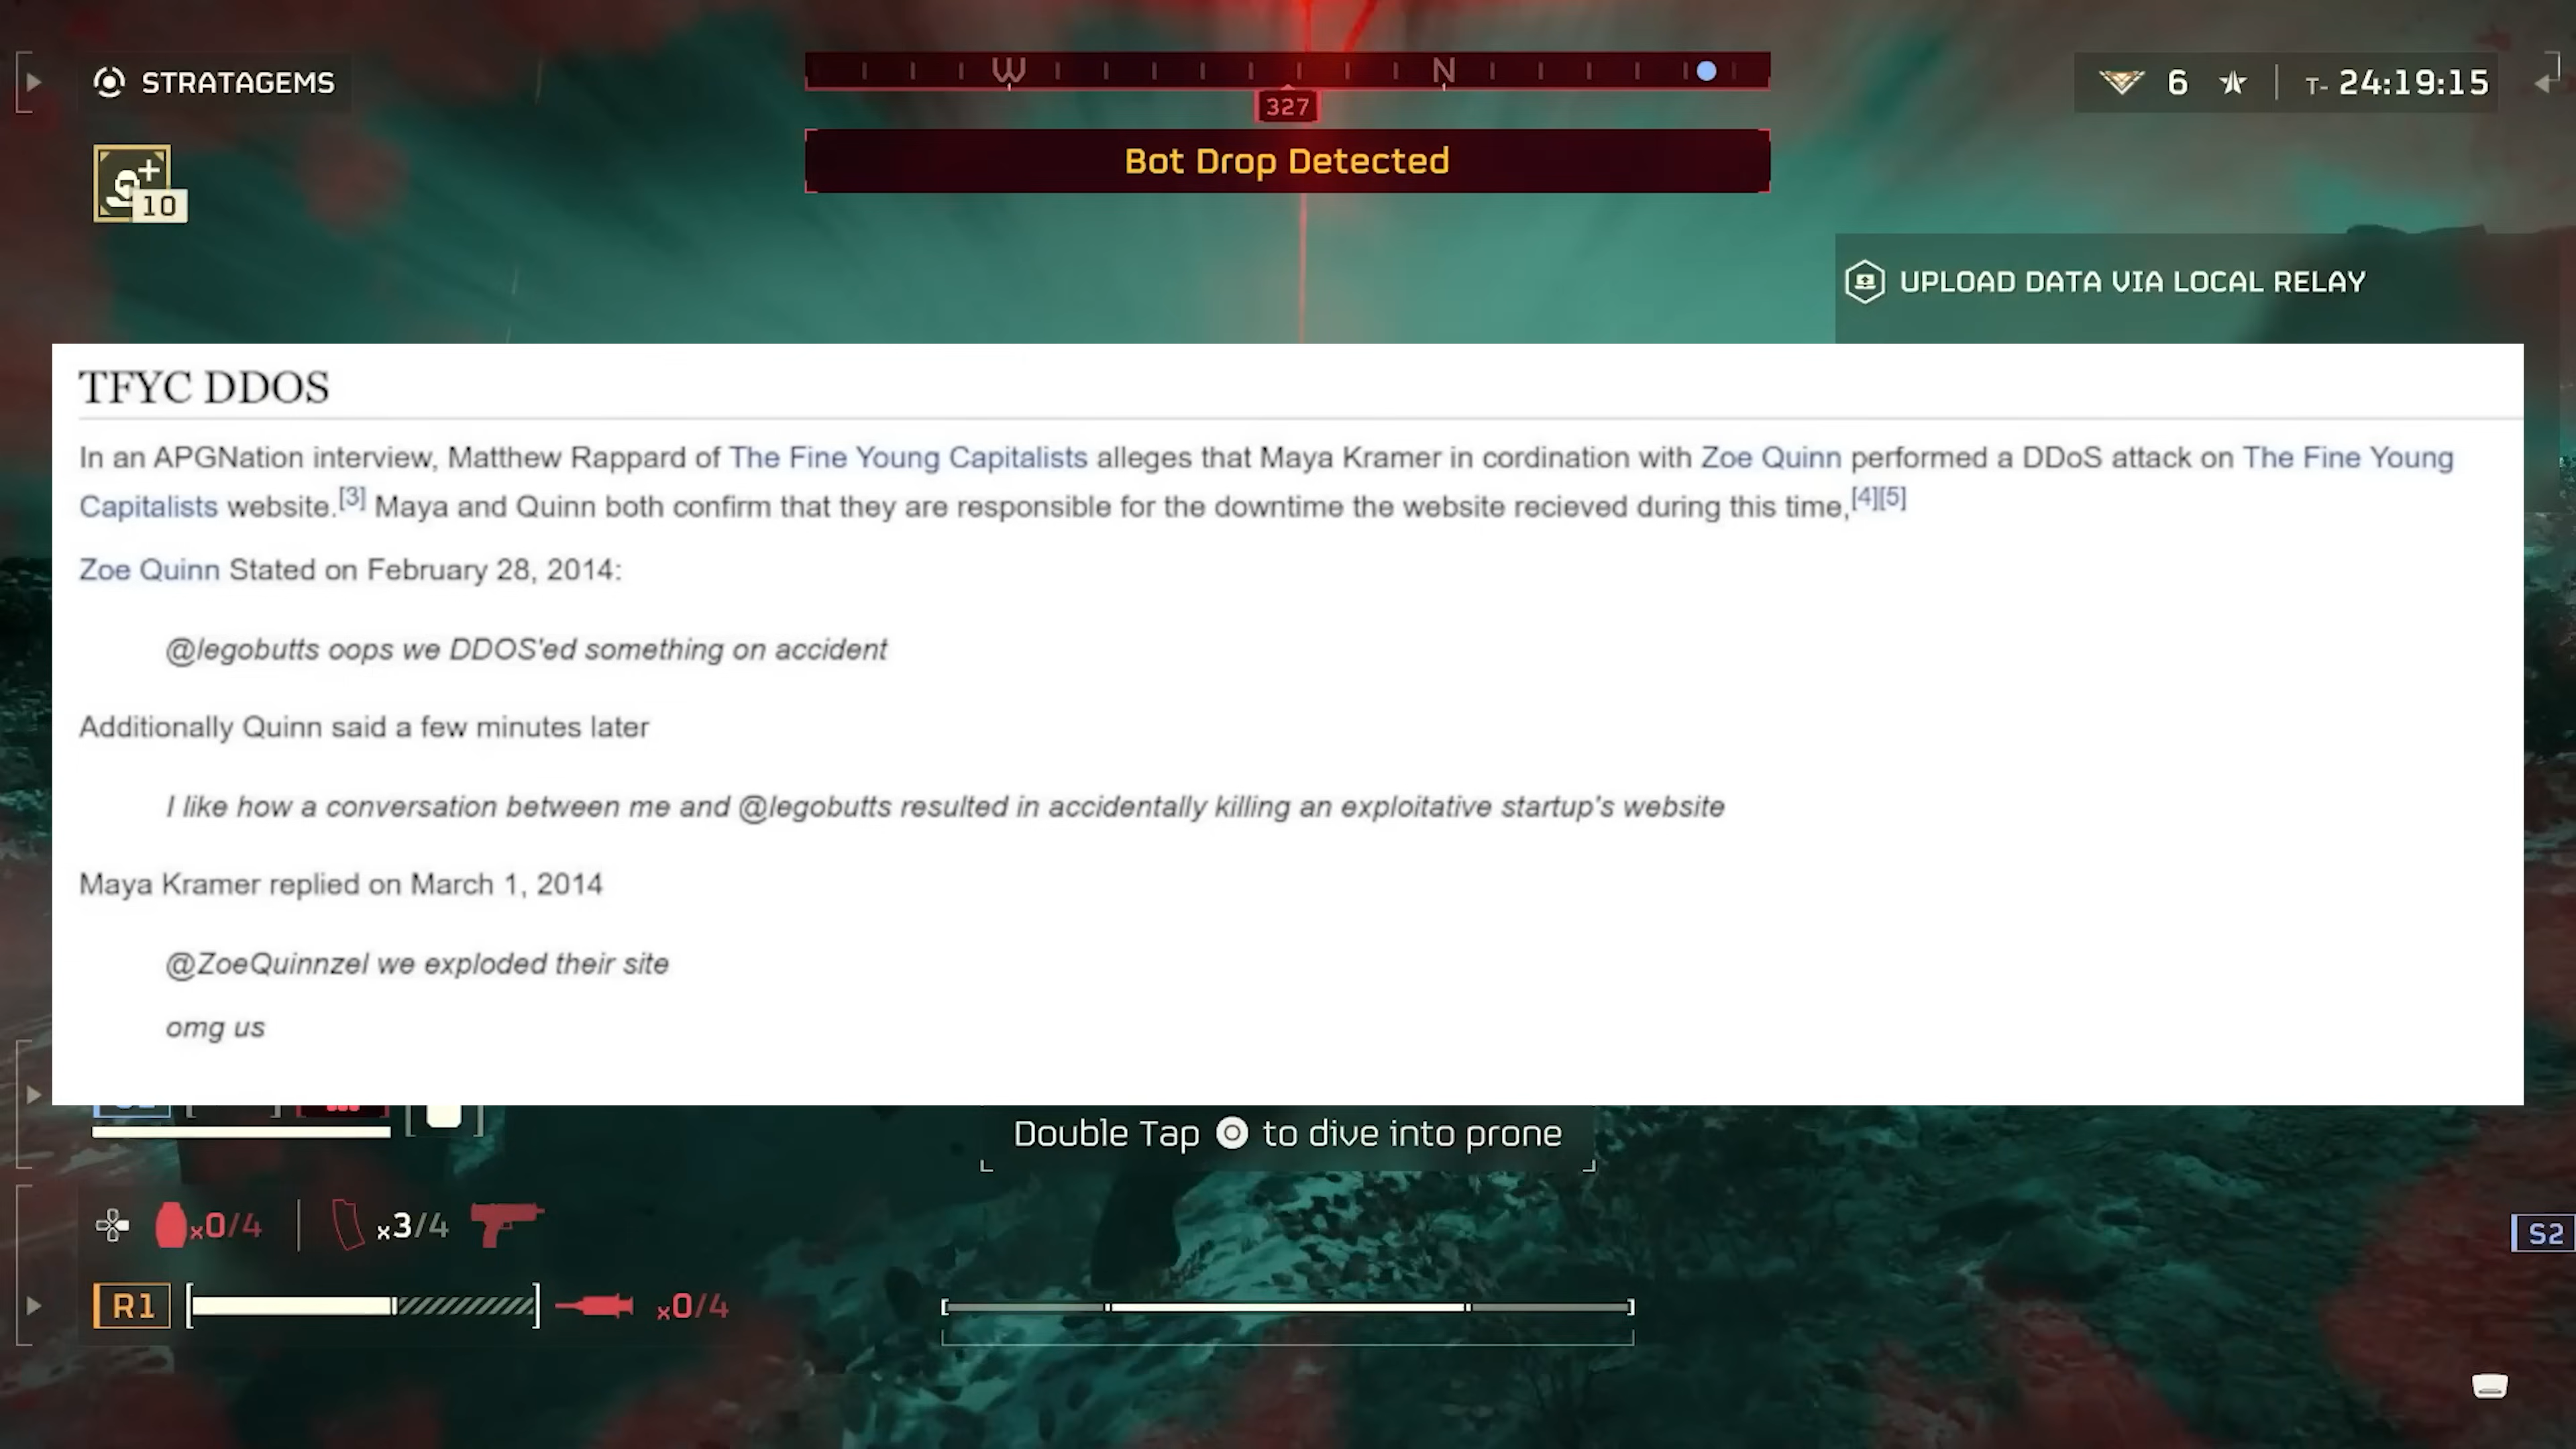 STRATAGEMS
W
N
327
6
T- 24:19:15
10
Bot Drop Detected
UPLOAD DATA VIA LOCAL RELAY
TFYC DDOS
In an APGNation interview, Matthew Rappard of The Fine Young Capitalists alleges that Maya Kramer in cordination with Zoe Quinn performed a DDoS attack on The Fine Young
Capitalists website.[3] Maya and Quinn both confirm that they are responsible for the downtime the website recieved during this time,[4][5]
Zoe Quinn Stated on February 28, 2014:
@legobutts oops we DDOS'ed something on accident
Additionally Quinn said a few minutes later
I like how a conversation between me and @legobutts resulted in accidentally killing an exploitative startup's website
Maya Kramer replied on March 1, 2014
@ZoeQuinnzel we exploded their site
omg us
Double Tap to dive into prone
x0/4
x3/4
S2
R1
x0/4